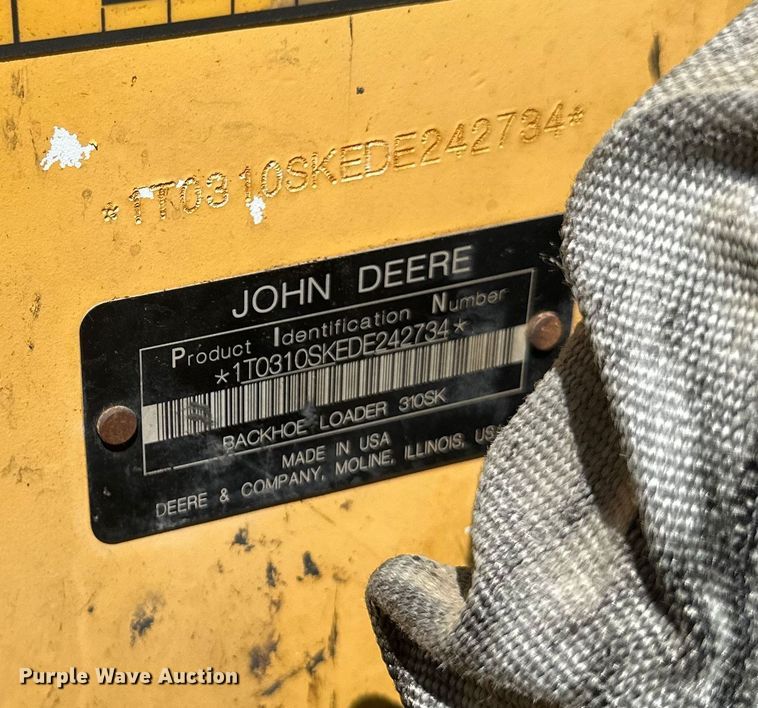 *1T0310SKEDE242734*
JOHN DEERE
Product Identification Number
*1T0310SKEDE242734*
BACKHOE LOADER 310SK
MADE IN USA
DEERE & COMPANY, MOLINE, ILLINOIS, USA
Purple Wave Auction